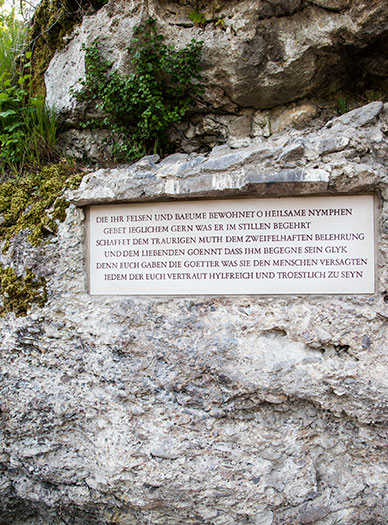 DIE IHR FELSEN UND BAEUME BEWOHNET O HEILSAME NYMPHEN
GEBET IEGLICHEM GERN WAS ER IM STILLEN BEGEHRT
SCHAFFET DEM TRAURIGEN MUTH DEM ZWEIFELHAFTEN BELEHRUNG
UND DEM LIEBENDEN GOENNT DASS IHM BEGEGNE SEIN GLYK
DENN EUCH GABEN DIE GOETTER WAS SIE DEN MENSCHEN VERSAGTEN
IEDEM DER EUCH VERTRAUT HYLFREICH UND TROESTLICH ZU SEYN